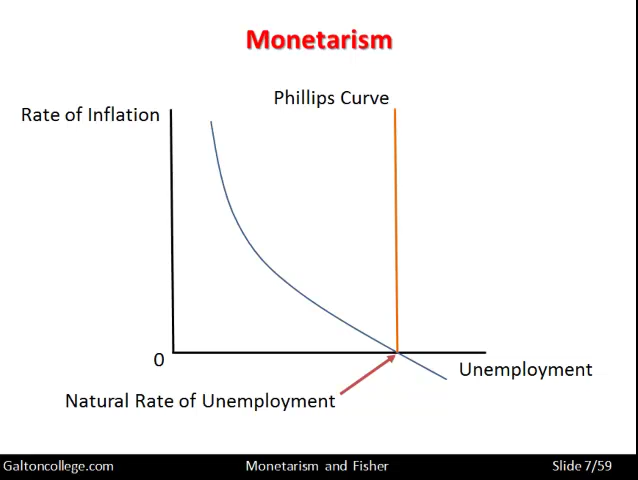 Monetarism
Phillips Curve
Rate of Inflation
0
Unemployment
Natural Rate of Unemployment
Galtoncollege.com Monetarism and Fisher Slide 7/59